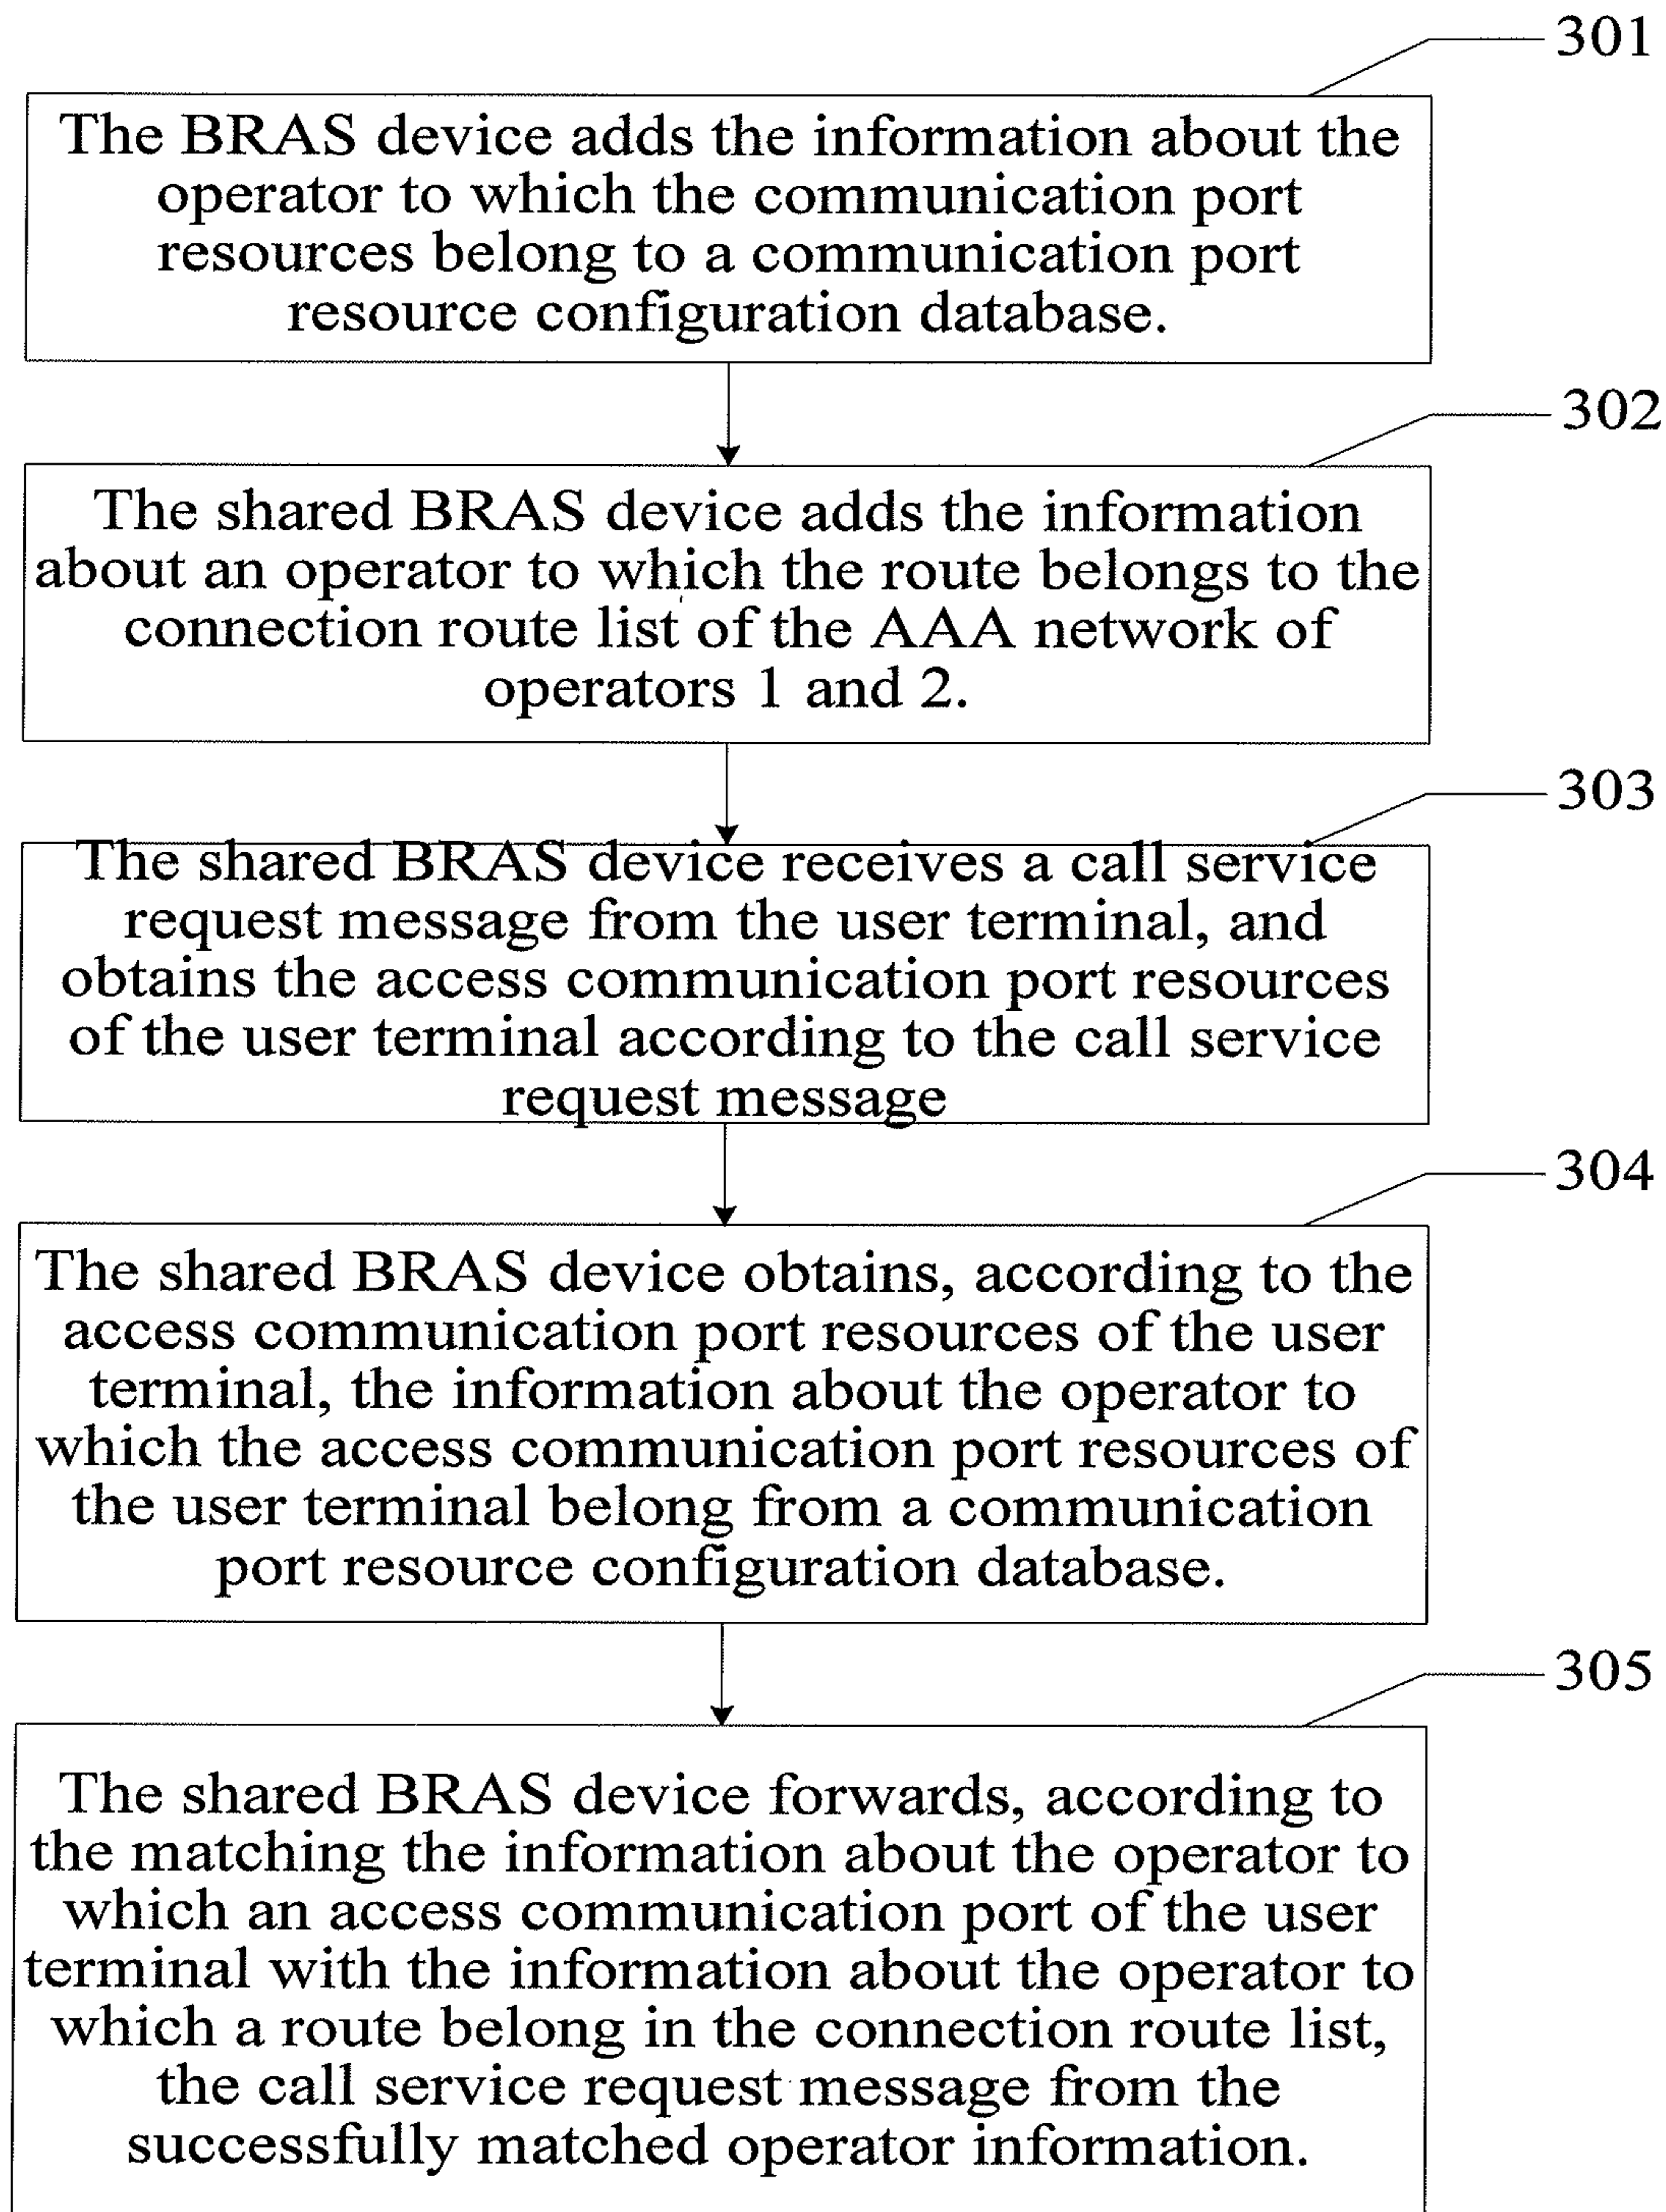 301
The BRAS device adds the information about the
operator to which the communication port
resources belong to a communication port
resource configuration database.
302
The shared BRAS device adds the information
about an operator to which the route belongs to the
connection route list of the AAA network of
operators 1 and 2.
303
The shared BRAS device receives a call service
request message from the user terminal, and
obtains the access communication port resources
of the user terminal according to the call service
request message
304
The shared BRAS device obtains, according to the
access communication port resources of the user
terminal, the information about the operator to
which the access communication port resources of
the user terminal belong from a communication
port resource configuration database.
305
The shared BRAS device forwards, according to
the matching the information about the operator to
which an access communication port of the user
terminal with the information about the operator to
which a route belong in the connection route list,
the call service request message from the
successfully matched operator information.